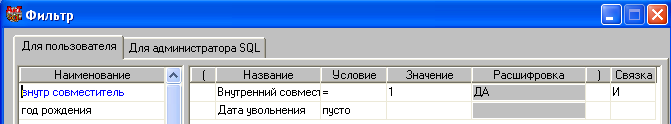 Фильтр
Для пользователя Для администратора SQL
Наименование ( Название Условие Значение Расшифровка ) Связка
внутр совместитель Внутренний совмест = 1 ДА И
год рождения Дата увольнения пусто